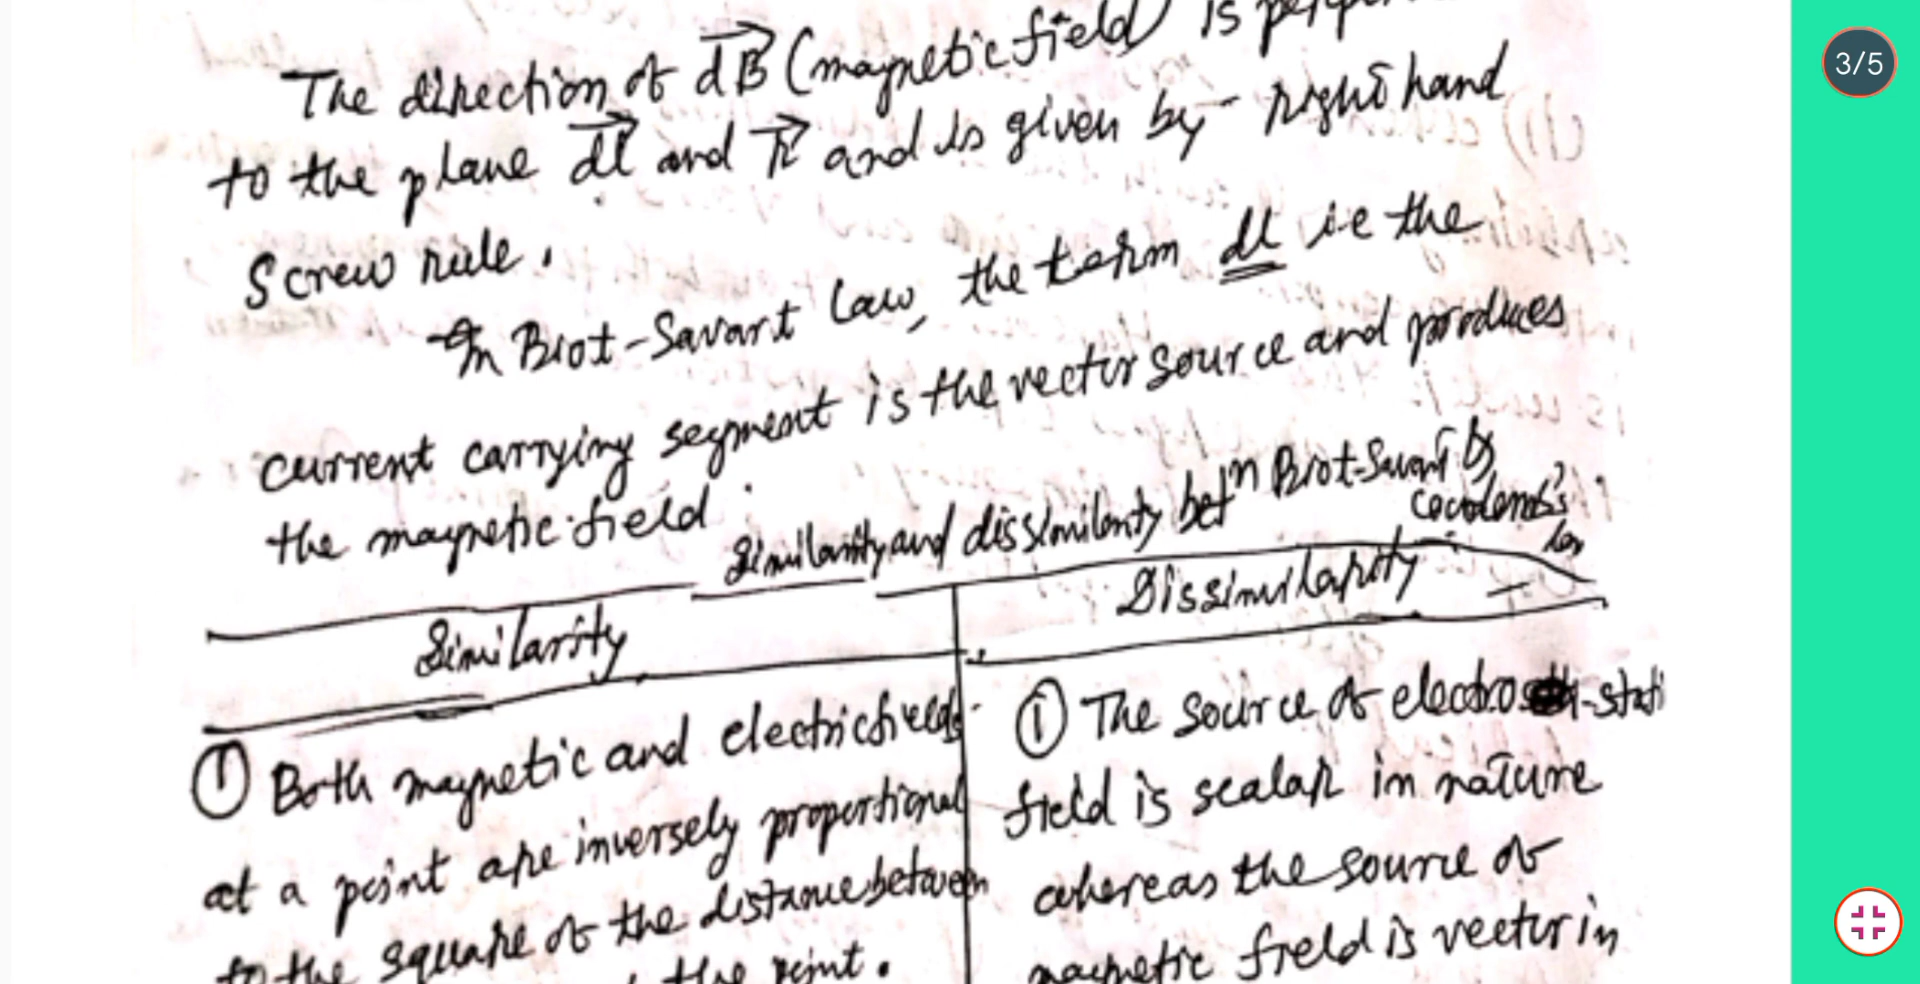 The direction of dB (magnetic field) is
to the plane dl and r and is given by right hand
Screw rule.
In Biot-Savart law, the term dl i.e the
current carrying segment is the vector source and produces
the magnetic field.
Similarity and dissimilarity betn Biot-Savart &
Coulomb's
law
Similarity
Dissimilarity
① Both magnetic and electric fields
at a point are inversely proportional
to the square of the distance between
the point.
① The source of electro-stati
field is scalar in nature
whereas the source of
magnetic field is vector in
3/5